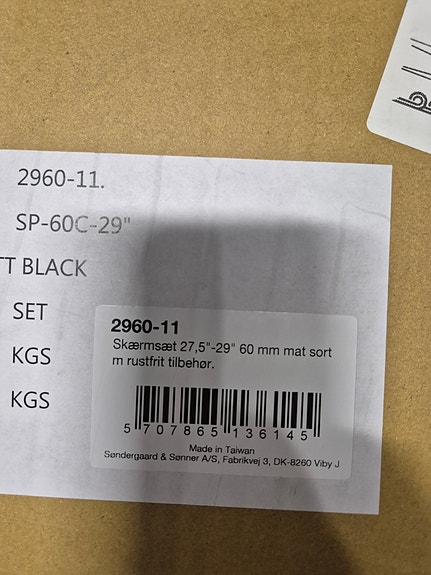 2960-11.
SP-60C-29"
TT BLACK
SET
KGS
KGS
2960-11
Skærmsæt 27,5"-29" 60 mm mat sort
m rustfrit tilbehør.
5 707865 136145
Made in Taiwan
Søndergaard & Sønner A/S, Fabrikvej 3, DK-8260 Viby J